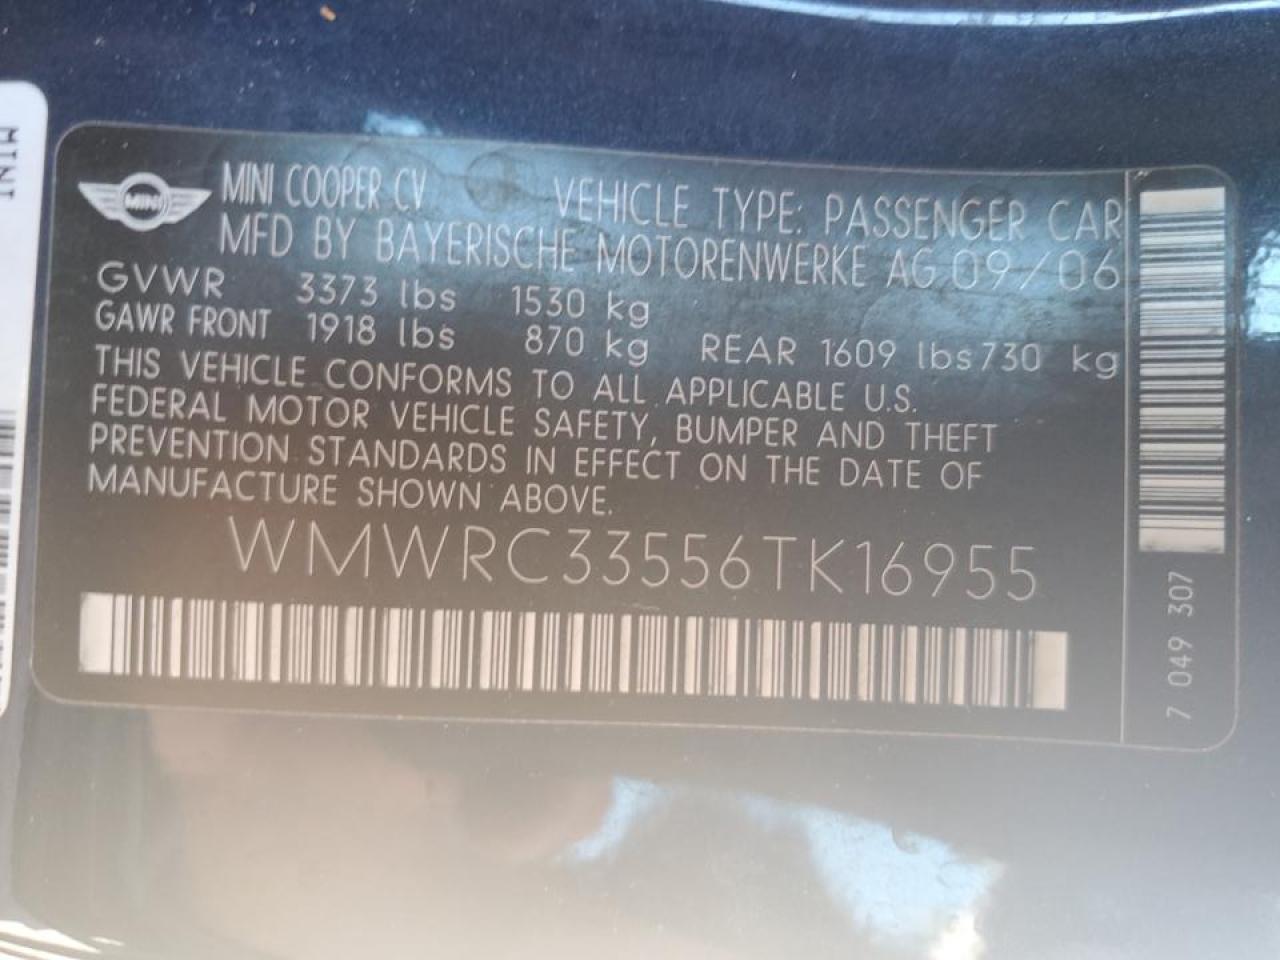 MINI
MINI
MINI COOPER CV VEHICLE TYPE: PASSENGER CAR
MFD BY BAYERISCHE MOTORENWERKE AG 09/06
GVWR 3373 lbs 1530 kg
GAWR FRONT 1918 lbs 870 kg REAR 1609 lbs 730 kg
THIS VEHICLE CONFORMS TO ALL APPLICABLE U.S.
FEDERAL MOTOR VEHICLE SAFETY, BUMPER AND THEFT
PREVENTION STANDARDS IN EFFECT ON THE DATE OF
MANUFACTURE SHOWN ABOVE.
WMWRC33556TK16955
7 049 307